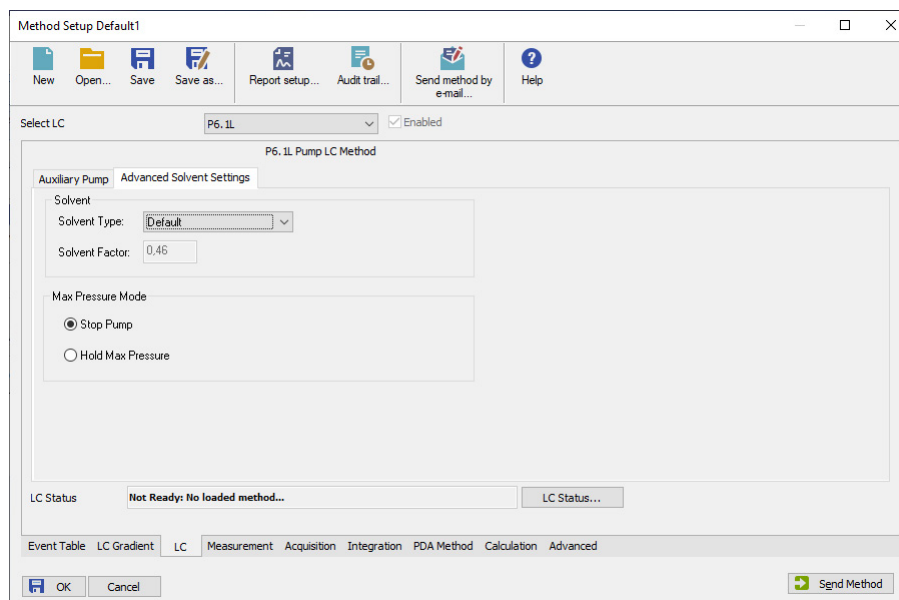 Method Setup Default1
New Open... Save Save as... Report setup... Audit trail... Send method by e-mail... Help
Select LC P6.1L Enabled
P6.1L Pump LC Method
Auxiliary Pump Advanced Solvent Settings
Solvent
Solvent Type: Default
Solvent Factor: 0,46
Max Pressure Mode
Stop Pump
Hold Max Pressure
LC Status Not Ready: No loaded method... LC Status...
Event Table LC Gradient LC Measurement Acquisition Integration PDA Method Calculation Advanced
OK Cancel Send Method